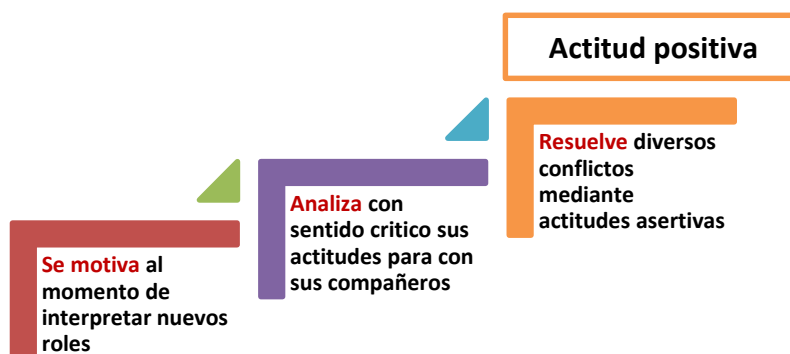 Actitud positiva
Resuelve diversos
conflictos
mediante
actitudes asertivas
Analiza con
sentido critico sus
actitudes para con
sus compañeros
Se motiva al
momento de
interpretar nuevos
roles